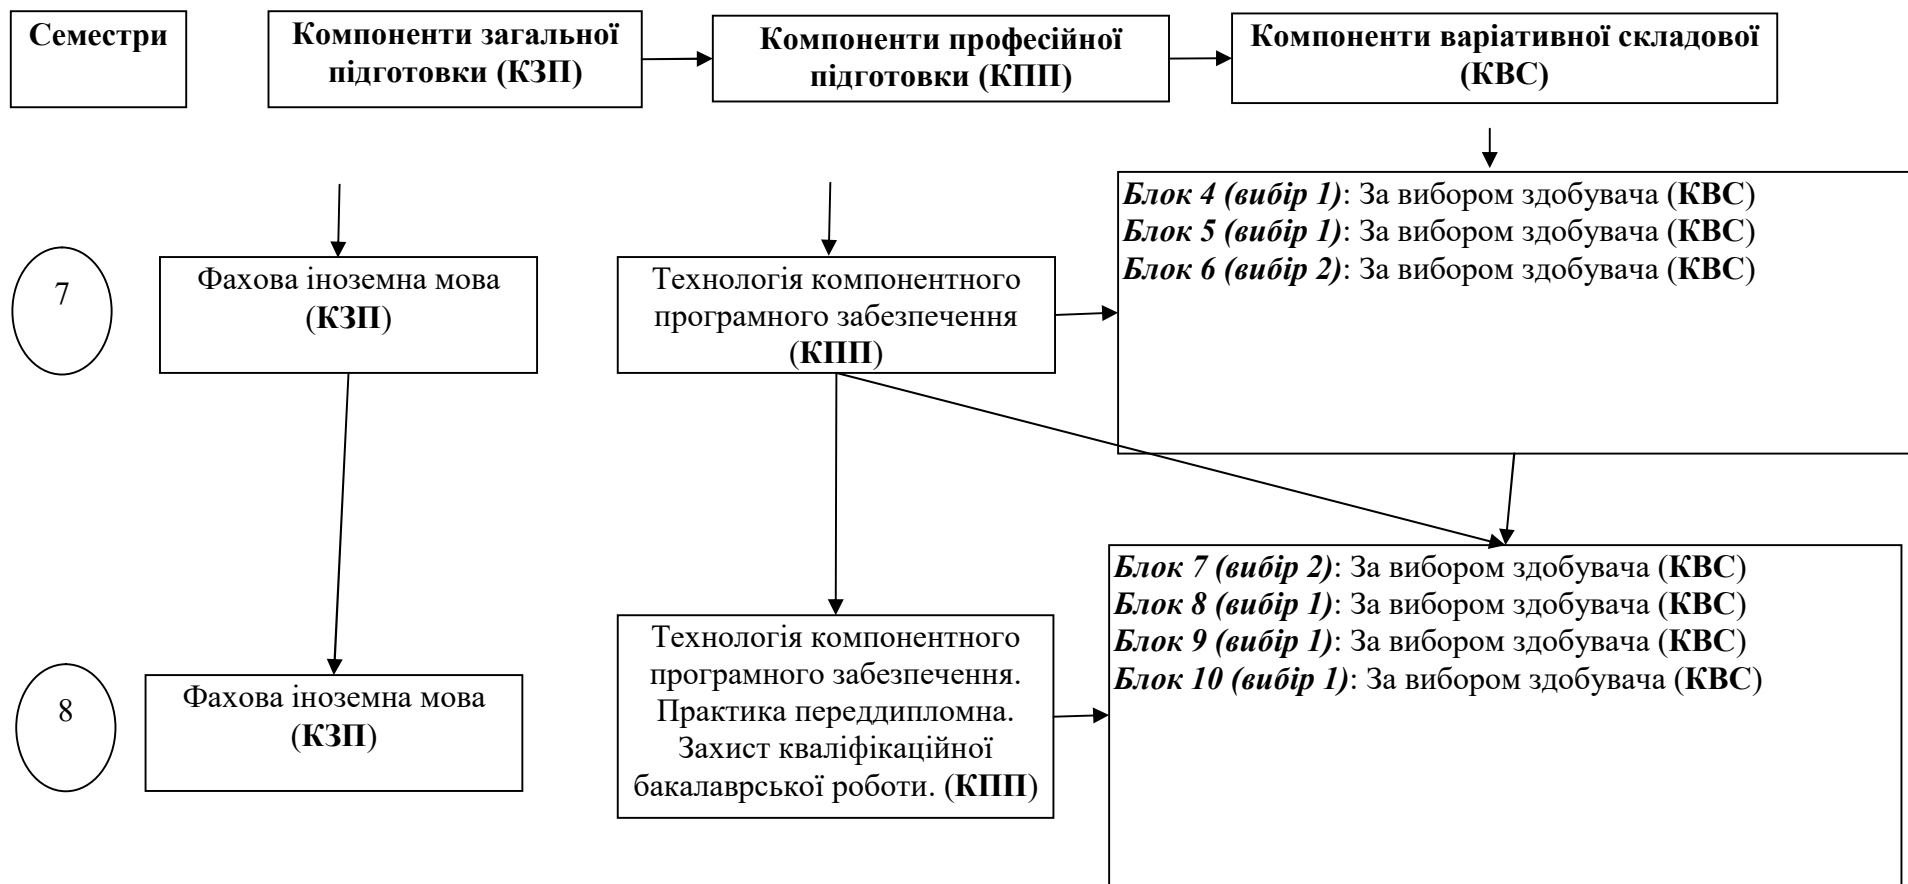 Семестри
Компоненти загальної
підготовки (КЗП)
Компоненти професійної
підготовки (КПП)
Компоненти варіативної складової
(КВС)
7
Фахова іноземна мова
(КЗП)
Технологія компонентного
програмного забезпечення
(КПП)
Блок 4 (вибір 1): За вибором здобувача (КВС)
Блок 5 (вибір 1): За вибором здобувача (КВС)
Блок 6 (вибір 2): За вибором здобувача (КВС)
8
Фахова іноземна мова
(КЗП)
Технологія компонентного
програмного забезпечення.
Практика переддипломна.
Захист кваліфікаційної
бакалаврської роботи. (КПП)
Блок 7 (вибір 2): За вибором здобувача (КВС)
Блок 8 (вибір 1): За вибором здобувача (КВС)
Блок 9 (вибір 1): За вибором здобувача (КВС)
Блок 10 (вибір 1): За вибором здобувача (КВС)